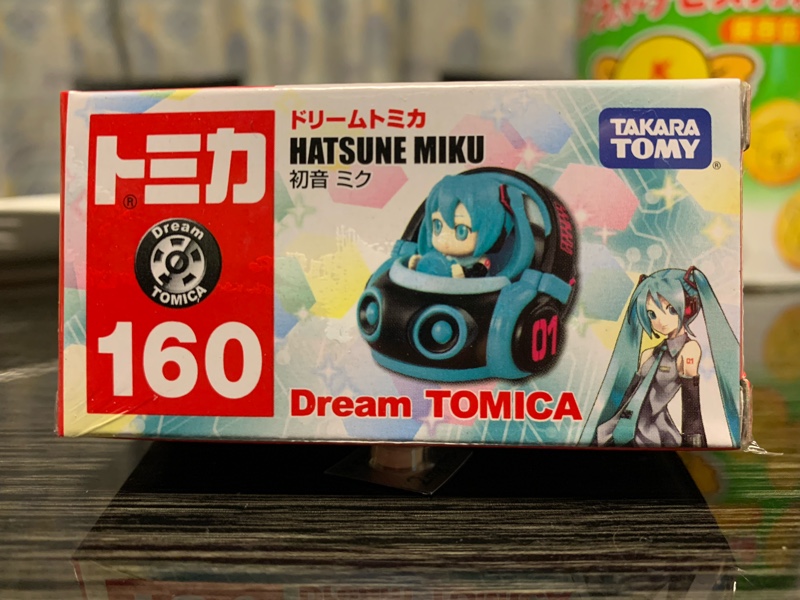 トミカ
®
Dream
TOMICA
160
ドリームトミカ
HATSUNE MIKU
初音 ミク
TAKARA
TOMY
®
01
01
Dream TOMICA